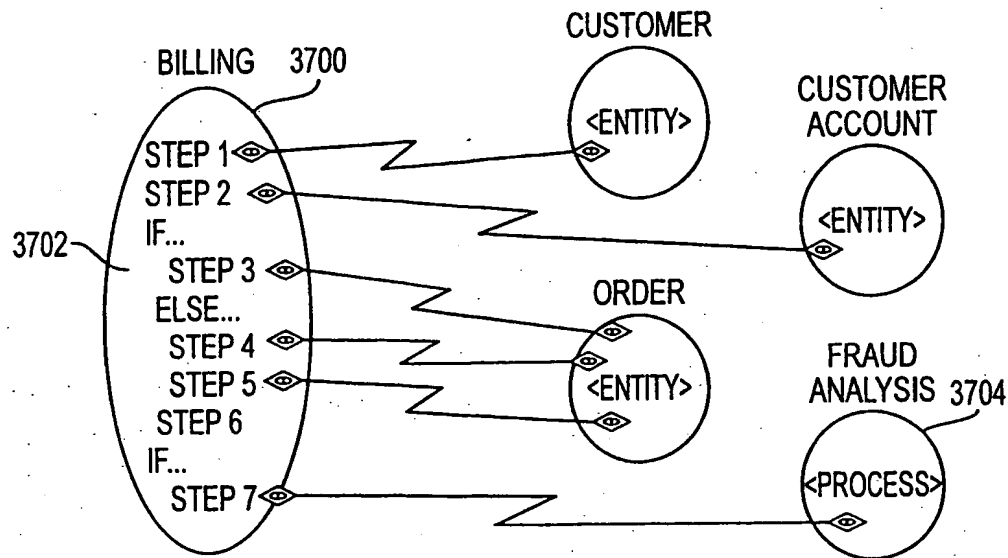 BILLING 3700
STEP 1
STEP 2
IF...
3702
STEP 3
ELSE...
STEP 4
STEP 5
STEP 6
IF...
STEP 7
CUSTOMER
<ENTITY>
CUSTOMER
ACCOUNT
<ENTITY>
ORDER
<ENTITY>
FRAUD
ANALYSIS 3704
<PROCESS>